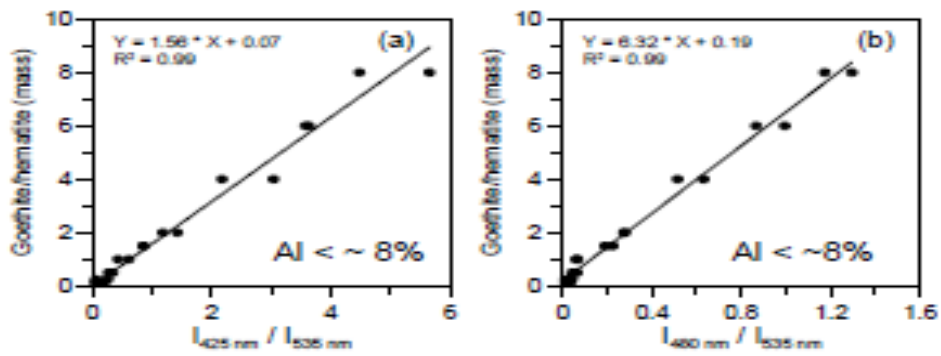 10
8
6
4
2
0
Goethite/hematite (mass)
Y = 1.56 * X + 0.07
R² = 0.99
(a)
Al < ~ 8%
0 2 4 6
I425 nm / I535 nm
10
8
6
4
2
0
Goethite/hematite (mass)
Y = 6.32 * X + 0.19
R² = 0.99
(b)
Al < ~8%
0 0.4 0.8 1.2 1.6
I480 nm / I535 nm